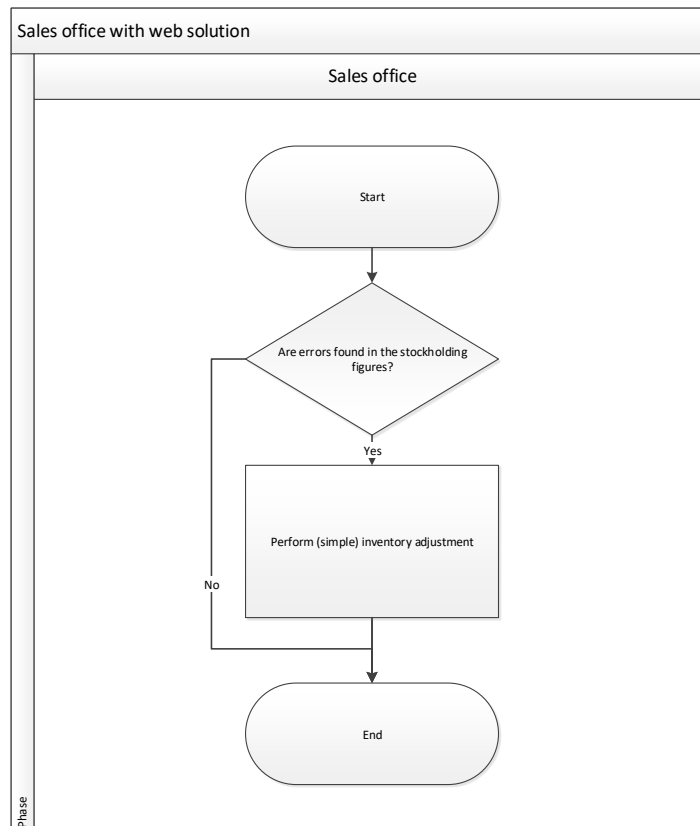 Sales office with web solution
Sales office
Start
Are errors found in the stockholding
figures?
Yes
Perform (simple) inventory adjustment
No
End
Phase